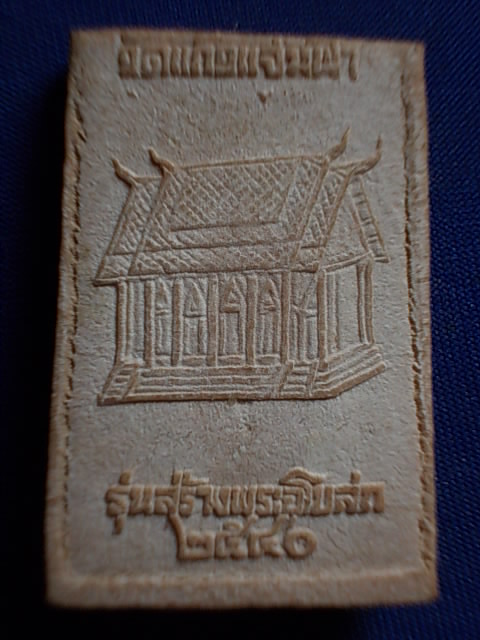 วัดแก่งแจ่มฟ้า
รุ่นสร้างพระอุโบสถ
๒๕๔๐